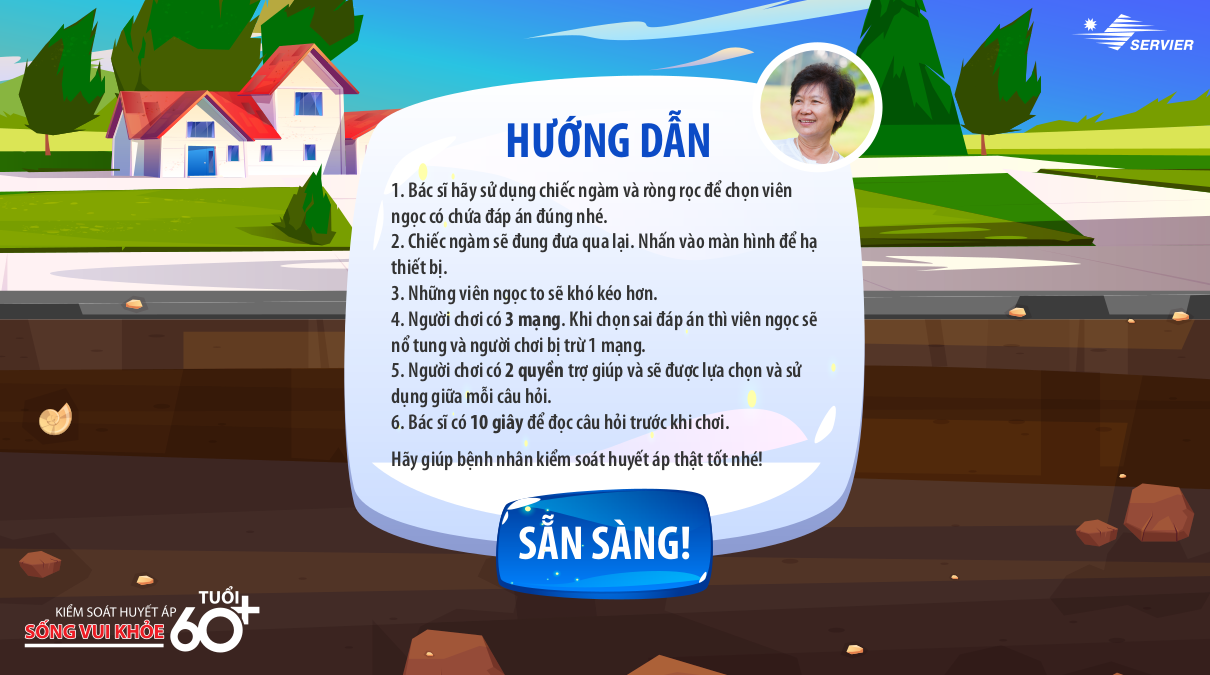 SERVIER
HƯỚNG DẪN
1. Bác sĩ hãy sử dụng chiếc ngàm và ròng rọc để chọn viên
ngọc có chứa đáp án đúng nhé.
2. Chiếc ngàm sẽ đung đưa qua lại. Nhấn vào màn hình để hạ
thiết bị.
3. Những viên ngọc to sẽ khó kéo hơn.
4. Người chơi có 3 mạng. Khi chọn sai đáp án thì viên ngọc sẽ
nổ tung và người chơi bị trừ 1 mạng.
5. Người chơi có 2 quyền trợ giúp và sẽ được lựa chọn và sử
dụng giữa mỗi câu hỏi.
6. Bác sĩ có 10 giây để đọc câu hỏi trước khi chơi.
Hãy giúp bệnh nhân kiểm soát huyết áp thật tốt nhé!
SẴN SÀNG!
KIỂM SOÁT HUYẾT ÁP
SỐNG VUI KHỎE
TUỔI
60+